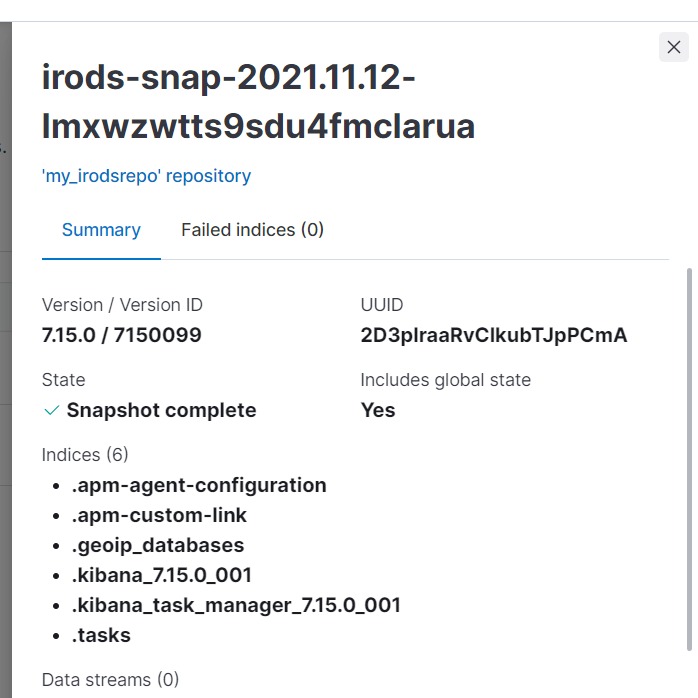 irods-snap-2021.11.12-
lmxwzwtts9sdu4fmclarua
'my_irodsrepo' repository
Summary
Failed indices (0)
Version / Version ID
UUID
7.15.0 / 7150099
2D3plraaRvClkubTJpPCmA
State
Includes global state
Snapshot complete
Yes
Indices (6)
.apm-agent-configuration
.apm-custom-link
.geoip_databases
.kibana_7.15.0_001
.kibana_task_manager_7.15.0_001
.tasks
Data streams (0)